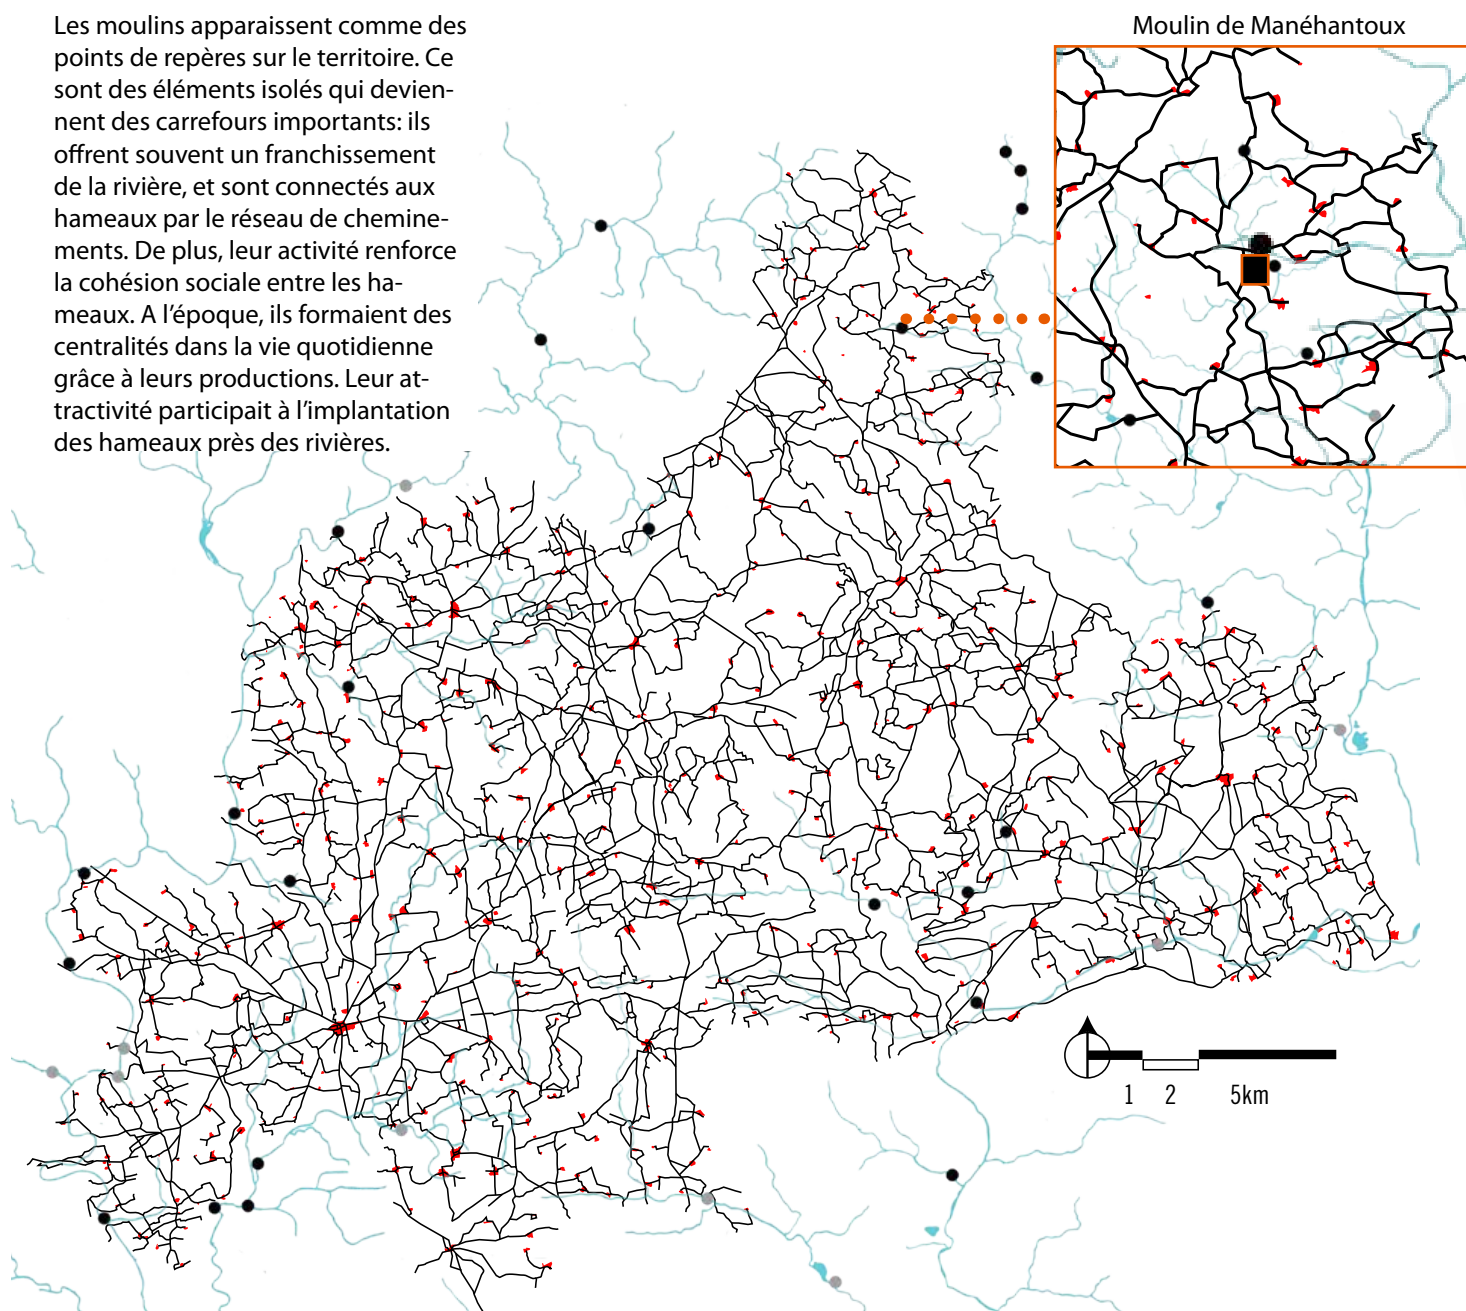 Les moulins apparaissent comme des
points de repères sur le territoire. Ce
sont des éléments isolés qui devien-
nent des carrefours importants: ils
offrent souvent un franchissement
de la rivière, et sont connectés aux
hameaux par le réseau de chemine-
ments. De plus, leur activité renforce
la cohésion sociale entre les ha-
meaux. A l'époque, ils formaient des
centralités dans la vie quotidienne
grâce à leurs productions. Leur at-
tractivité participait à l'implantation
des hameaux près des rivières.
Moulin de Manéhantoux
1 2 5km